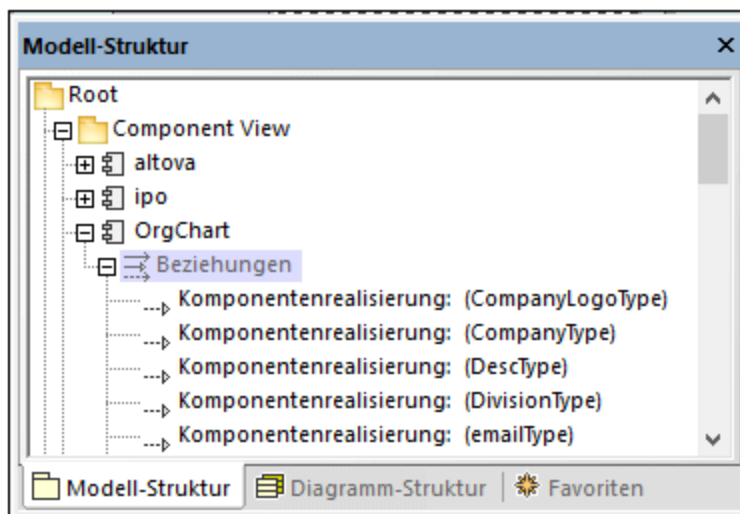 Modell-Struktur
Root
Component View
altova
ipo
OrgChart
Beziehungen
Komponentenrealisierung: (CompanyLogoType)
Komponentenrealisierung: (CompanyType)
Komponentenrealisierung: (DescType)
Komponentenrealisierung: (DivisionType)
Komponentenrealisierung: (emailType)
Modell-Struktur Diagramm-Struktur Favoriten